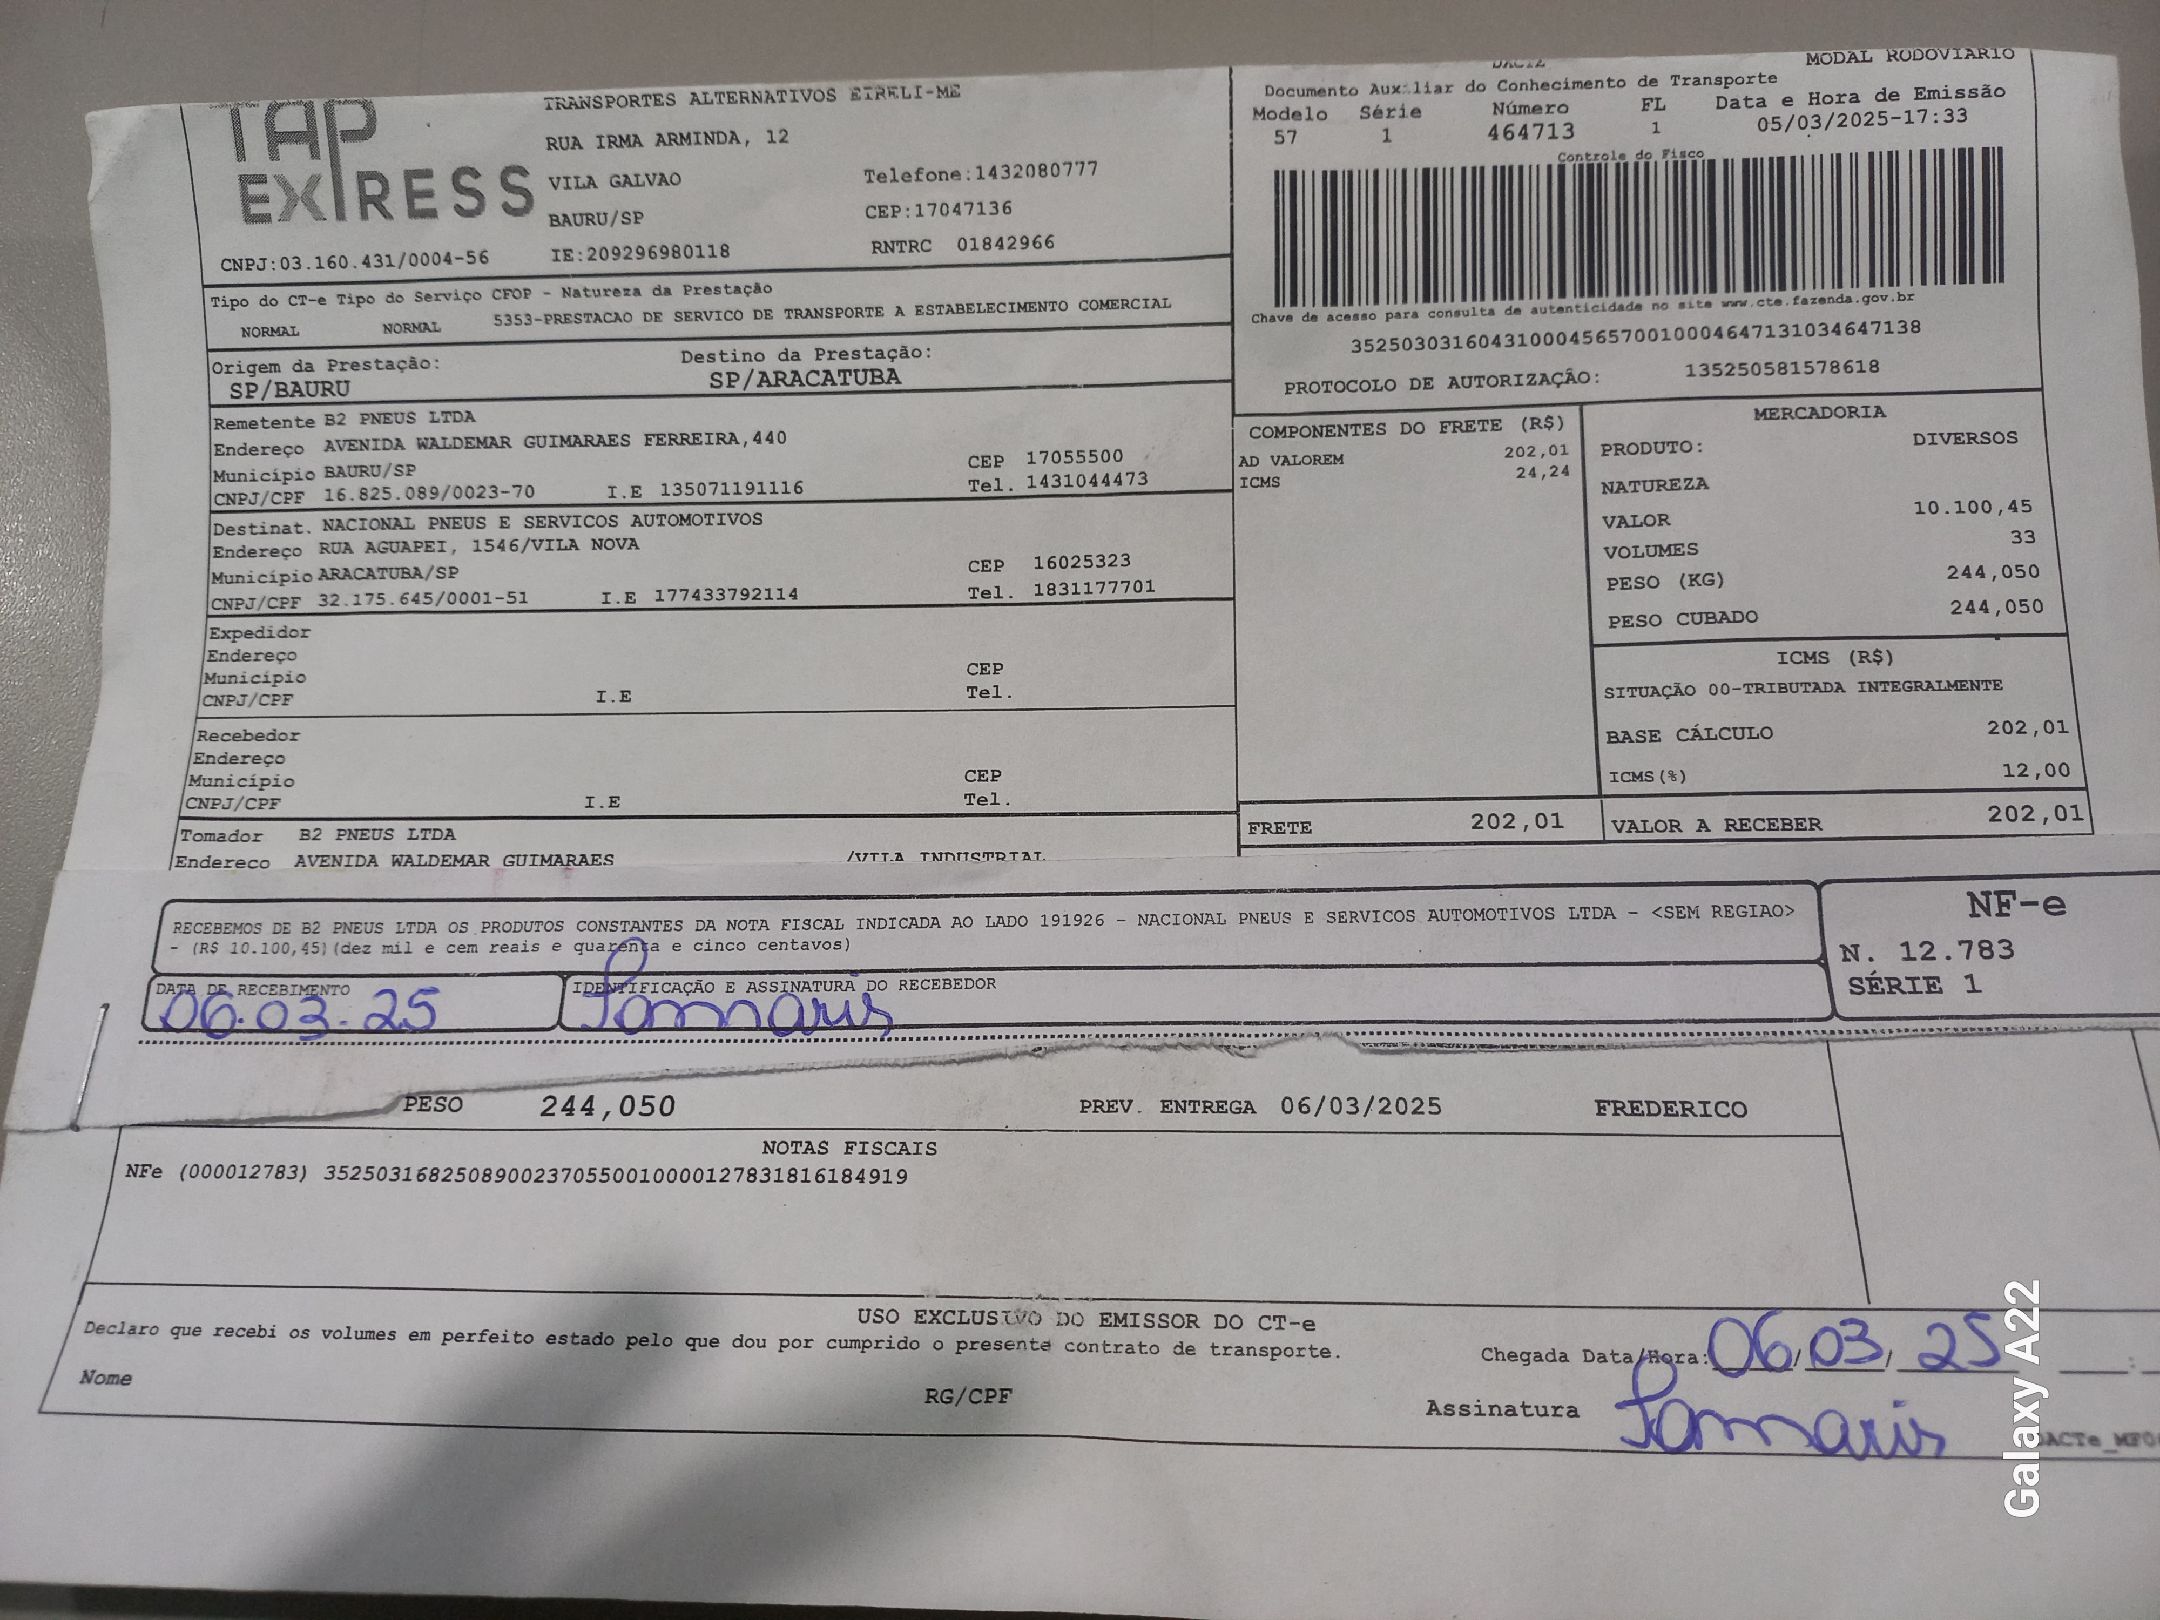 TAP EXPRESS
TRANSPORTES ALTERNATIVOS EIRELI-ME
RUA IRMA ARMINDA, 12
VILA GALVAO Telefone:1432080777
BAURU/SP CEP:17047136
CNPJ:03.160.431/0004-56 IE:209296980118 RNTRC 01842966
MODAL RODOVIARIO
Documento Auxiliar do Conhecimento de Transporte
Modelo Série Número FL Data e Hora de Emissão
57 1 464713 1 05/03/2025-17:33
Controle do Fisco
Chave de acesso para consulta de autenticidade no site www.cte.fazenda.gov.br
35250303160431000456570010004647131034647138
PROTOCOLO DE AUTORIZAÇÃO: 135250581578618
Tipo do CT-e Tipo do Serviço CFOP - Natureza da Prestação
NORMAL NORMAL 5353-PRESTACAO DE SERVICO DE TRANSPORTE A ESTABELECIMENTO COMERCIAL
Origem da Prestação: Destino da Prestação:
SP/BAURU SP/ARACATUBA
Remetente B2 PNEUS LTDA
Endereço AVENIDA WALDEMAR GUIMARAES FERREIRA,440
Município BAURU/SP CEP 17055500
CNPJ/CPF 16.825.089/0023-70 I.E 135071191116 Tel. 1431044473
Destinat. NACIONAL PNEUS E SERVICOS AUTOMOTIVOS
Endereço RUA AGUAPEI, 1546/VILA NOVA
Município ARACATUBA/SP CEP 16025323
CNPJ/CPF 32.175.645/0001-51 I.E 177433792114 Tel. 1831177701
Expedidor
Endereço
Município CEP
CNPJ/CPF I.E Tel.
Recebedor
Endereço
Município CEP
CNPJ/CPF I.E Tel.
Tomador B2 PNEUS LTDA
Endereco AVENIDA WALDEMAR GUIMARAES /VILA INDUSTRIAL
COMPONENTES DO FRETE (R$)
AD VALOREM 202,01
ICMS 24,24
MERCADORIA
PRODUTO: DIVERSOS
NATUREZA
VALOR 10.100,45
VOLUMES 33
PESO (KG) 244,050
PESO CUBADO 244,050
ICMS (R$)
SITUAÇÃO 00-TRIBUTADA INTEGRALMENTE
BASE CÁLCULO 202,01
ICMS(%) 12,00
FRETE 202,01 VALOR A RECEBER 202,01
RECEBEMOS DE B2 PNEUS LTDA OS PRODUTOS CONSTANTES DA NOTA FISCAL INDICADA AO LADO 191926 - NACIONAL PNEUS E SERVICOS AUTOMOTIVOS LTDA - <SEM REGIAO>
- (R$ 10.100,45)(dez mil e cem reais e quarenta e cinco centavos)
NF-e
N. 12.783
SÉRIE 1
DATA DE RECEBIMENTO IDENTIFICAÇÃO E ASSINATURA DO RECEBEDOR
06.03.25
PESO 244,050 PREV. ENTREGA 06/03/2025 FREDERICO
NOTAS FISCAIS
NFe (000012783) 35250316825089002370550010000127831816184919
USO EXCLUSIVO DO EMISSOR DO CT-e
Declaro que recebi os volumes em perfeito estado pelo que dou por cumprido o presente contrato de transporte.
Chegada Data/Hora: 06/03/25 :
Nome RG/CPF Assinatura
Galaxy A22